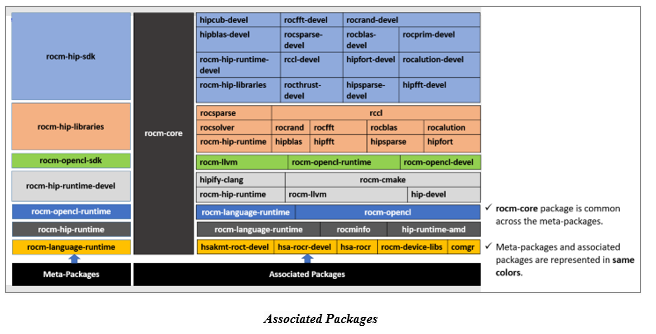 hipcub-devel rocfft-devel rocrand-devel
rocm-hip-sdk
hipblas-devel rocsparse-devel rocblas-devel rocprim-devel
rocm-hip-runtime-devel rccl-devel hipfort-devel rocalution-devel
rocm-hip-libraries rocthrust-devel hipsparse-devel hipfft-devel
rocm-hip-libraries
rocsparse rccl
rocsolver rocrand rocfft rocblas rocalution
rocm-hip-runtime hipblas hipfft hipsparse hipfort
rocm-core
rocm-opencl-sdk
rocm-llvm rocm-opencl-runtime rocm-opencl-devel
rocm-hip-runtime-devel
hipify-clang rocm-cmake
rocm-hip-runtime rocm-llvm hip-devel
rocm-opencl-runtime
rocm-language-runtime rocm-opencl
rocm-hip-runtime
rocm-language-runtime rocminfo hip-runtime-amd
rocm-language-runtime
hsakmt-roct-devel hsa-rocr-devel hsa-rocr rocm-device-libs comgr
Meta-Packages
Associated Packages
✓ rocm-core package is common
across the meta-packages.
✓ Meta-packages and associated
packages are represented in same
colors.
Associated Packages